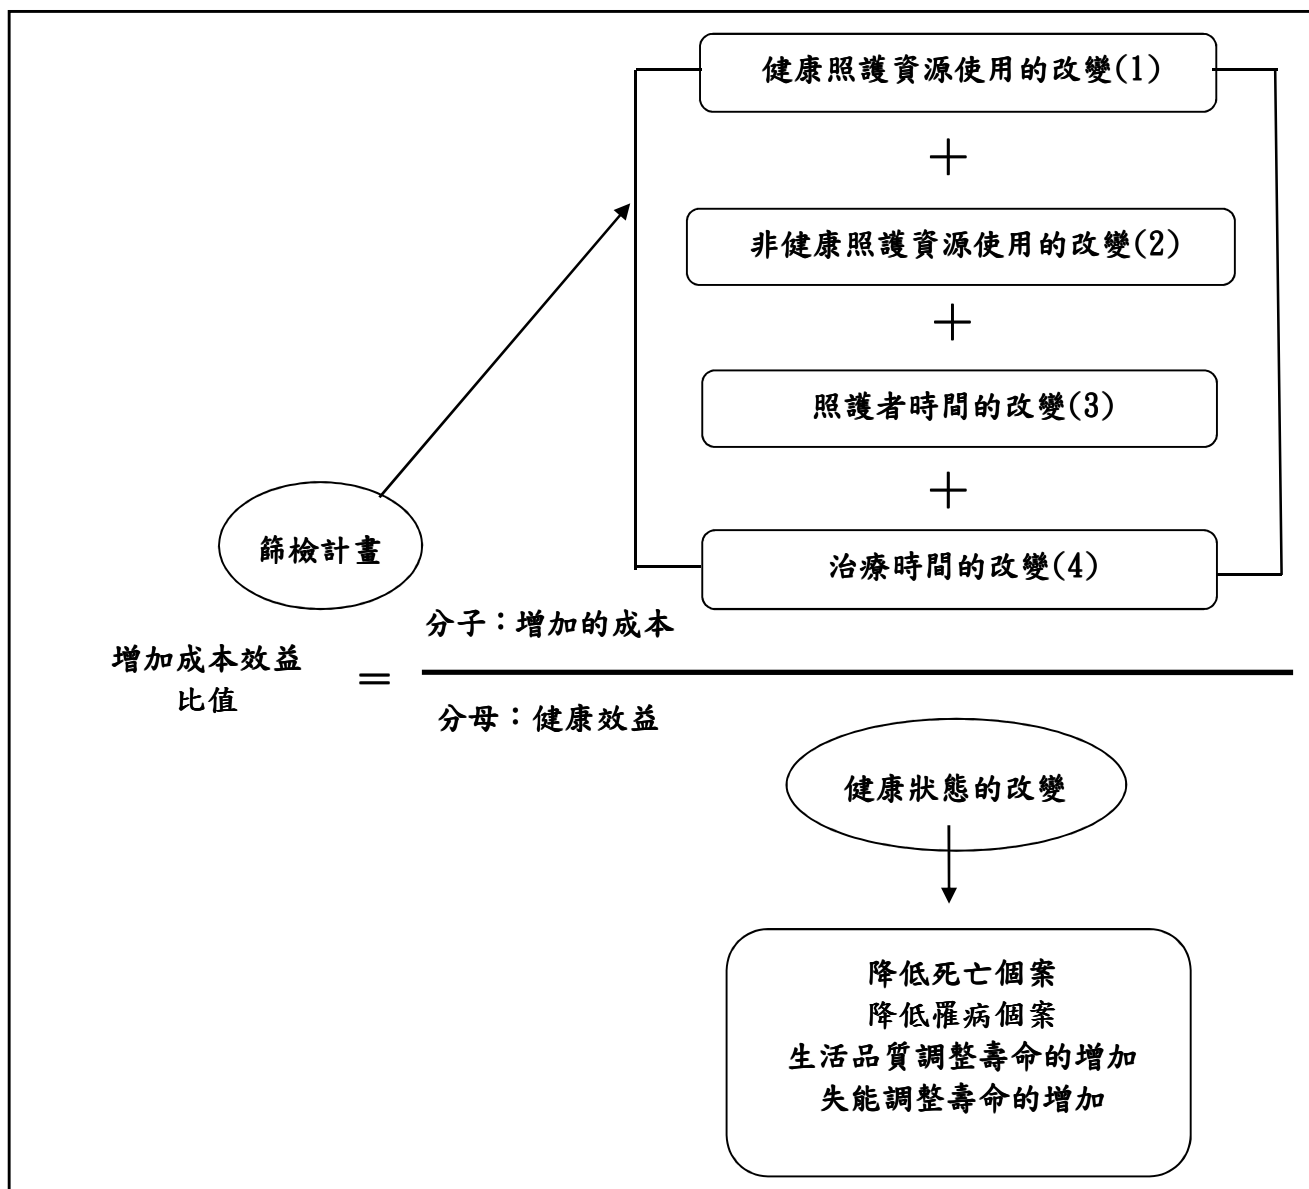 健康照護資源使用的改變(1)
+
非健康照護資源使用的改變(2)
+
照護者時間的改變(3)
+
篩檢計畫
治療時間的改變(4)
分子：增加的成本
增加成本效益
比值
=
分母：健康效益
健康狀態的改變
降低死亡個案
降低罹病個案
生活品質調整壽命的增加
失能調整壽命的增加